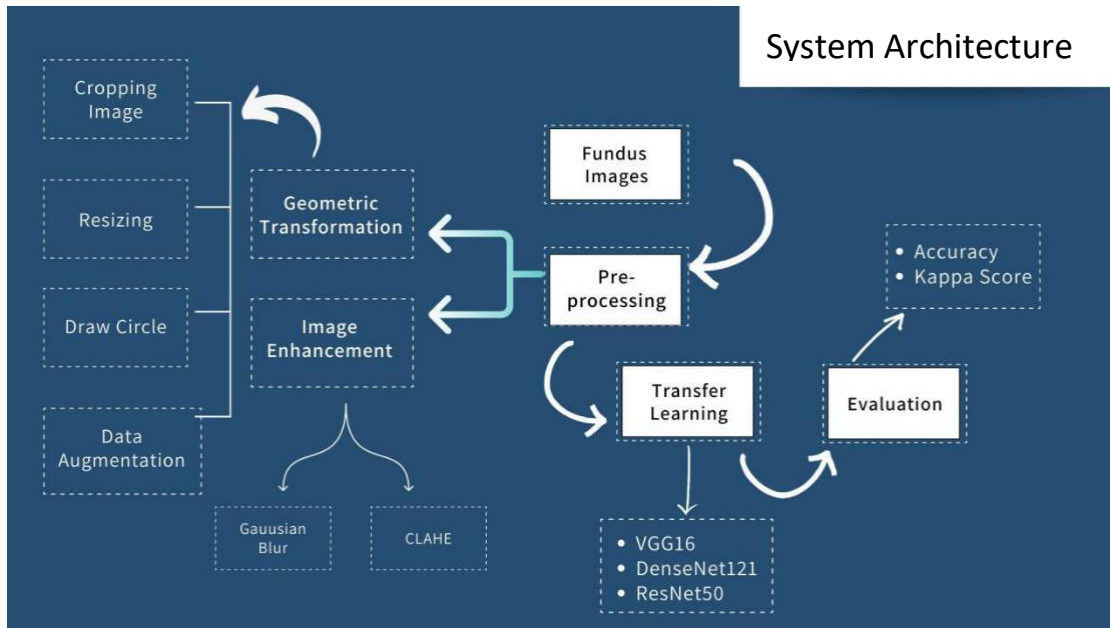 System Architecture
Cropping
Image
Resizing
Draw Circle
Data
Augmentation
Geometric
Transformation
Image
Enhancement
Gauusian
Blur
CLAHE
Fundus
Images
Pre-
processing
Transfer
Learning
• VGG16
• DenseNet121
• ResNet50
Evaluation
• Accuracy
• Kappa Score